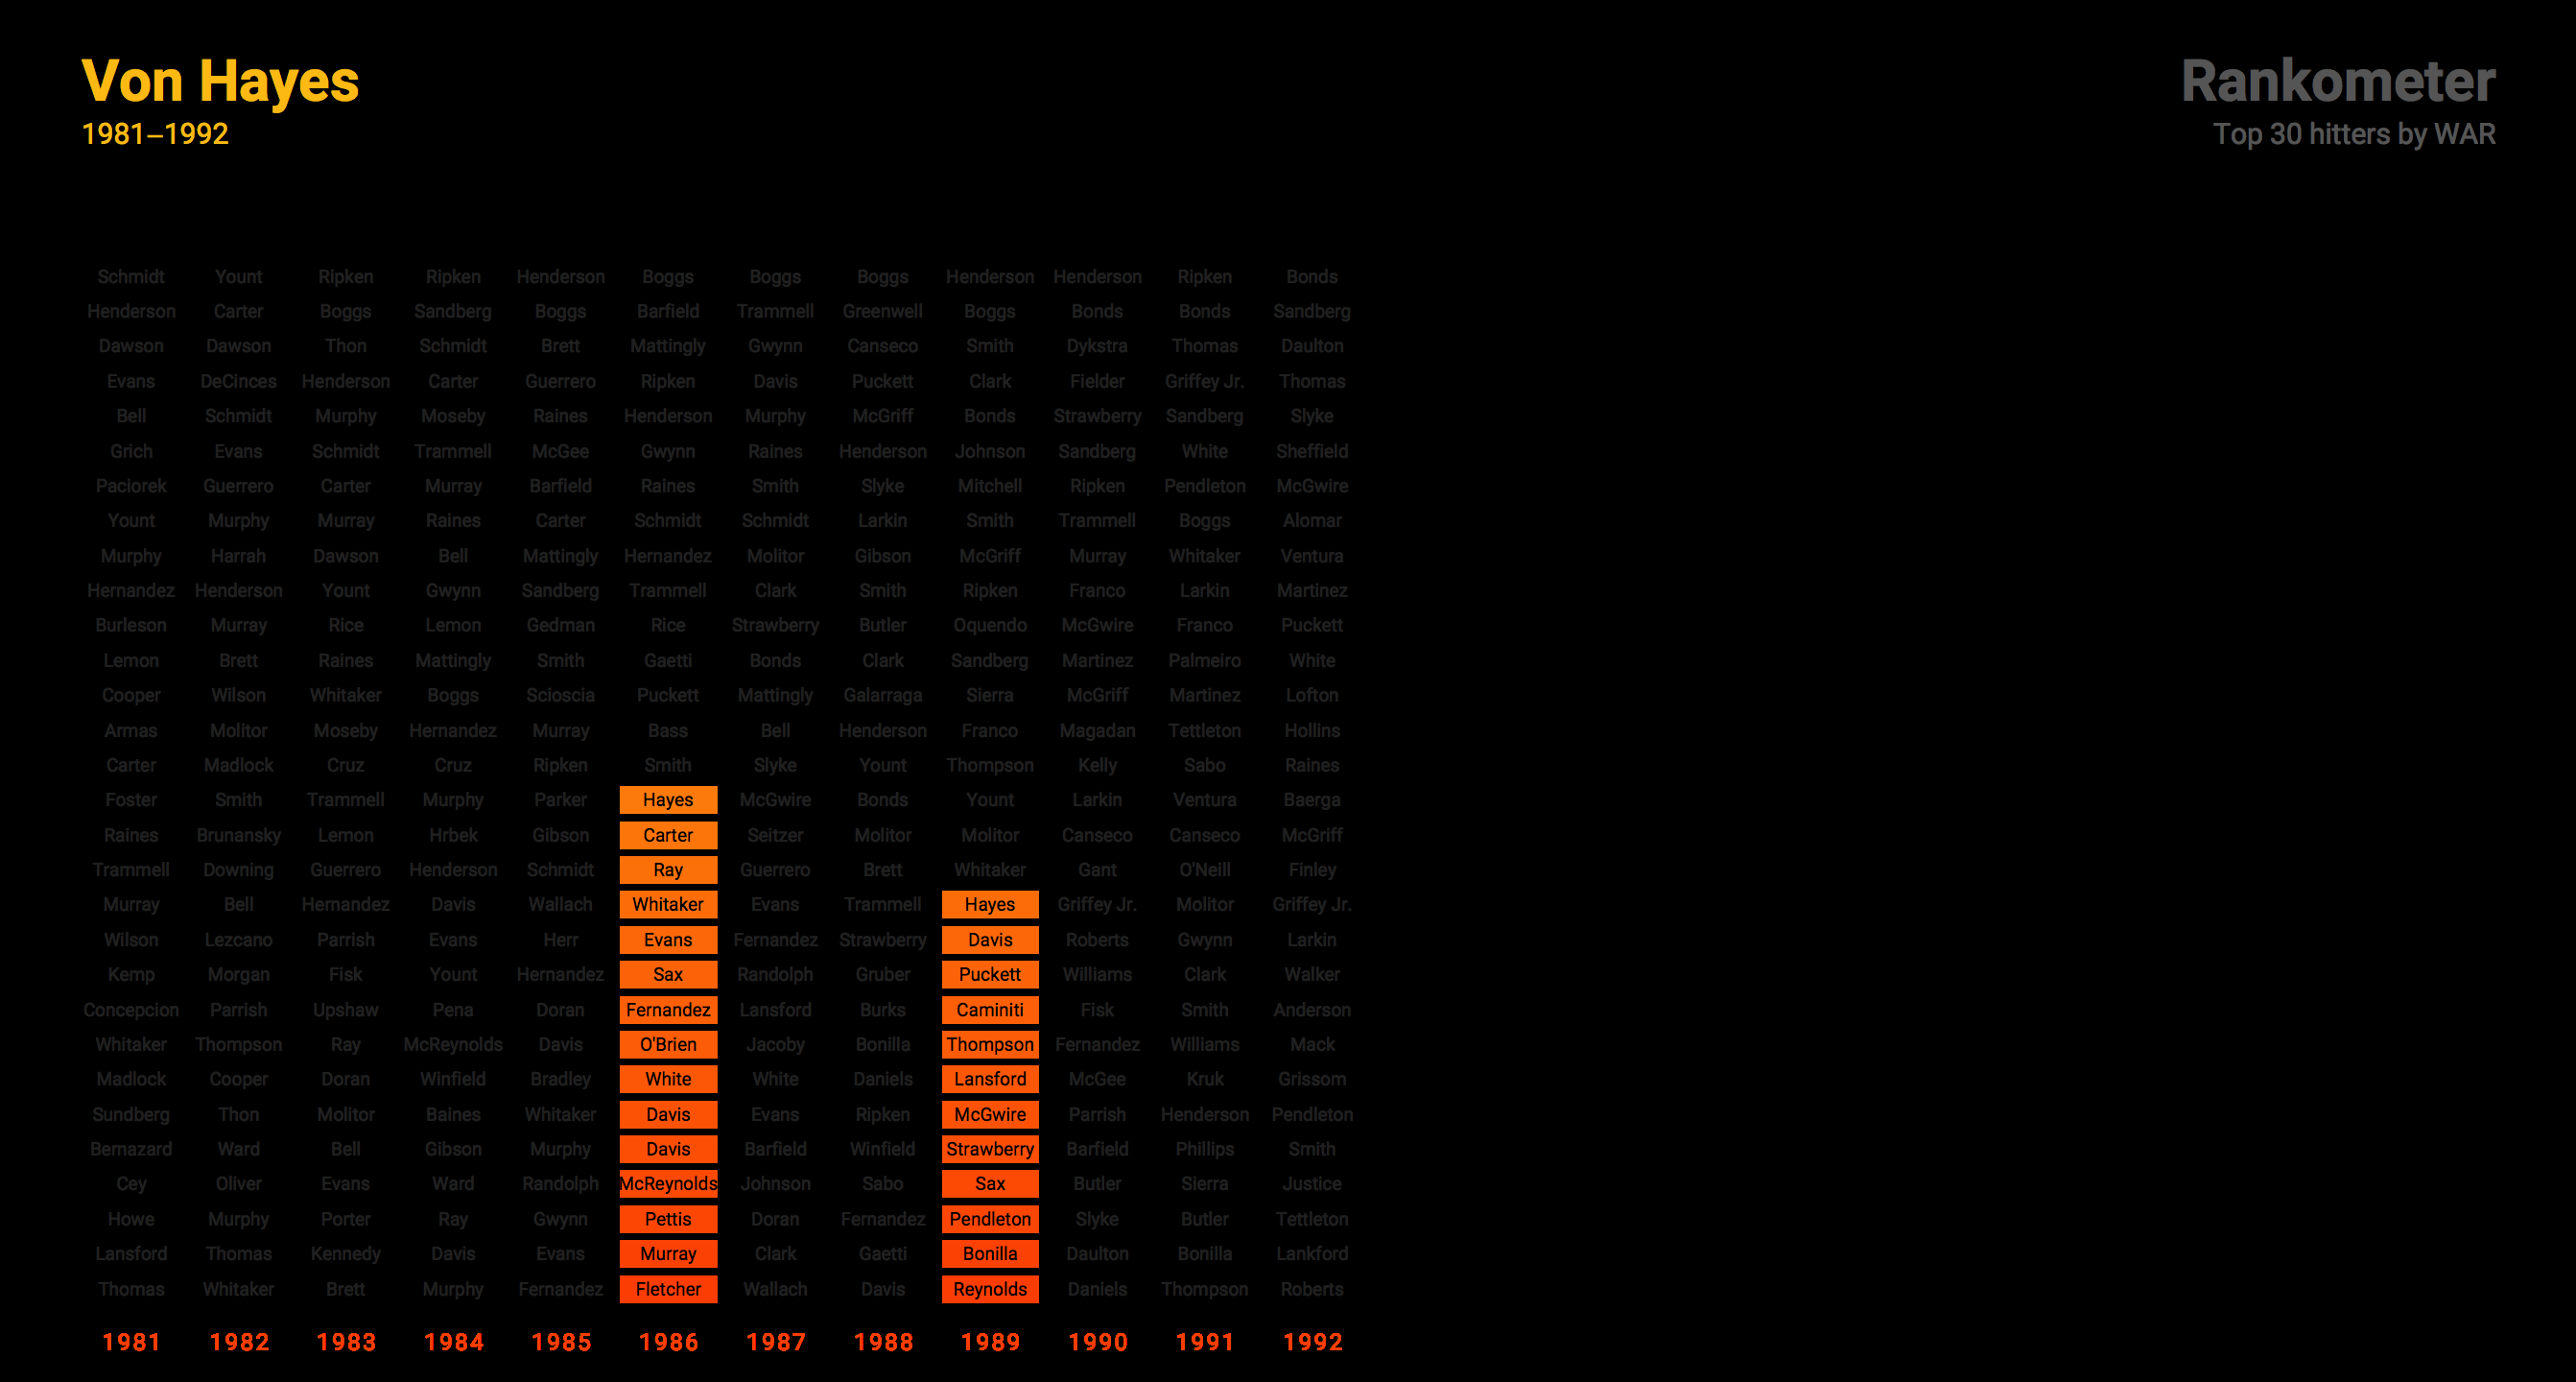 Von Hayes
1981–1992
Rankometer
Top 30 hitters by WAR
Schmidt Yount Ripken Ripken Henderson Boggs Boggs Boggs Henderson Henderson Ripken Bonds
Henderson Carter Boggs Sandberg Boggs Barfield Trammell Greenwell Boggs Bonds Bonds Sandberg
Dawson Dawson Thon Schmidt Brett Mattingly Gwynn Canseco Smith Dykstra Thomas Daulton
Evans DeCinces Henderson Carter Guerrero Ripken Davis Puckett Clark Fielder Griffey Jr. Thomas
Bell Schmidt Murphy Moseby Raines Henderson Murphy McGriff Bonds Strawberry Sandberg Slyke
Grich Evans Schmidt Trammell McGee Gwynn Raines Henderson Johnson Sandberg White Sheffield
Paciorek Guerrero Carter Murray Barfield Raines Smith Slyke Mitchell Ripken Pendleton McGwire
Yount Murphy Murray Raines Carter Schmidt Schmidt Larkin Smith Trammell Boggs Alomar
Murphy Harrah Dawson Bell Mattingly Hernandez Molitor Gibson McGriff Murray Whitaker Ventura
Hernandez Henderson Yount Gwynn Sandberg Trammell Clark Smith Ripken Franco Larkin Martinez
Burleson Murray Rice Lemon Gedman Rice Strawberry Butler Oquendo McGwire Franco Puckett
Lemon Brett Raines Mattingly Smith Gaetti Bonds Clark Sandberg Martinez Palmeiro White
Cooper Wilson Whitaker Boggs Scioscia Puckett Mattingly Galarraga Sierra McGriff Martinez Lofton
Armas Molitor Moseby Hernandez Murray Bass Bell Henderson Franco Magadan Tettleton Hollins
Carter Madlock Cruz Cruz Ripken Smith Slyke Yount Thompson Kelly Sabo Raines
Foster Smith Trammell Murphy Parker Hayes McGwire Bonds Yount Larkin Ventura Baerga
Raines Brunansky Lemon Hrbek Gibson Carter Seitzer Molitor Molitor Canseco Canseco McGriff
Trammell Downing Guerrero Henderson Schmidt Ray Guerrero Brett Whitaker Gant O'Neill Finley
Murray Bell Hernandez Davis Wallach Whitaker Evans Trammell Hayes Griffey Jr. Molitor Griffey Jr.
Wilson Lezcano Parrish Evans Herr Evans Fernandez Strawberry Davis Roberts Gwynn Larkin
Kemp Morgan Fisk Yount Hernandez Sax Randolph Gruber Puckett Williams Clark Walker
Concepcion Parrish Upshaw Pena Doran Fernandez Lansford Burks Caminiti Fisk Smith Anderson
Whitaker Thompson Ray McReynolds Davis O'Brien Jacoby Bonilla Thompson Fernandez Williams Mack
Madlock Cooper Doran Winfield Bradley White White Daniels Lansford McGee Kruk Grissom
Sundberg Thon Molitor Baines Whitaker Davis Evans Ripken McGwire Parrish Henderson Pendleton
Bernazard Ward Bell Gibson Murphy Davis Barfield Winfield Strawberry Barfield Phillips Smith
Cey Oliver Evans Ward Randolph McReynolds Johnson Sabo Sax Butler Sierra Justice
Howe Murphy Porter Ray Gwynn Pettis Doran Fernandez Pendleton Slyke Butler Tettleton
Lansford Thomas Kennedy Davis Evans Murray Clark Gaetti Bonilla Daulton Bonilla Lankford
Thomas Whitaker Brett Murphy Fernandez Fletcher Wallach Davis Reynolds Daniels Thompson Roberts
1981 1982 1983 1984 1985 1986 1987 1988 1989 1990 1991 1992